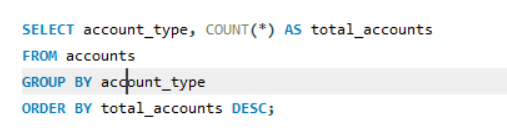 SELECT account_type, COUNT(*) AS total_accounts
FROM accounts
GROUP BY account_type
ORDER BY total_accounts DESC;